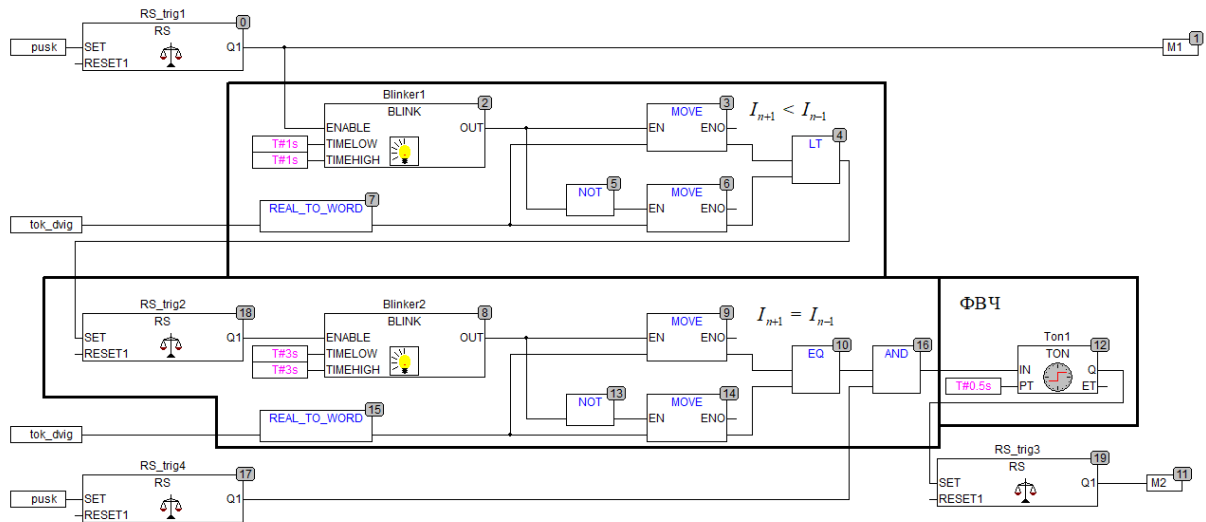 RS_trig1
0
RS
pusk
SET
Q1
RESET1
1
M1
Blinker1
2
BLINK
ENABLE
OUT
T#1s
TIMELOW
T#1s
TIMEHIGH
3
MOVE
EN
ENO
I n+1 < I n−1
4
LT
5
NOT
6
MOVE
EN
ENO
7
REAL_TO_WORD
tok_dvig
RS_trig2
18
RS
SET
Q1
RESET1
Blinker2
8
BLINK
ENABLE
OUT
T#3s
TIMELOW
T#3s
TIMEHIGH
9
MOVE
EN
ENO
I n+1 = I n−1
10
EQ
16
AND
ФВЧ
Ton1
12
TON
IN
Q
T#0.5s
PT
ET
13
NOT
14
MOVE
EN
ENO
15
REAL_TO_WORD
tok_dvig
RS_trig4
17
RS
pusk
SET
Q1
RESET1
RS_trig3
19
RS
SET
Q1
RESET1
11
M2